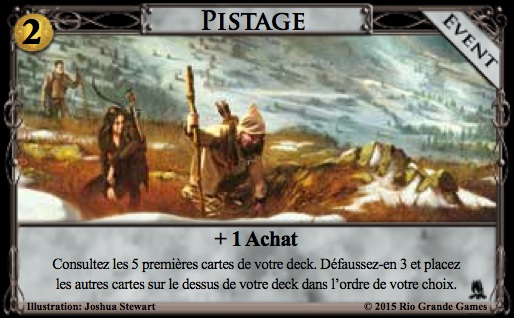 2
PISTAGE
EVENT
+ 1 Achat
Consultez les 5 premières cartes de votre deck. Défaussez-en 3 et placez
les autres cartes sur le dessus de votre deck dans l'ordre de votre choix.
Illustration: Joshua Stewart
© 2015 Rio Grande Games